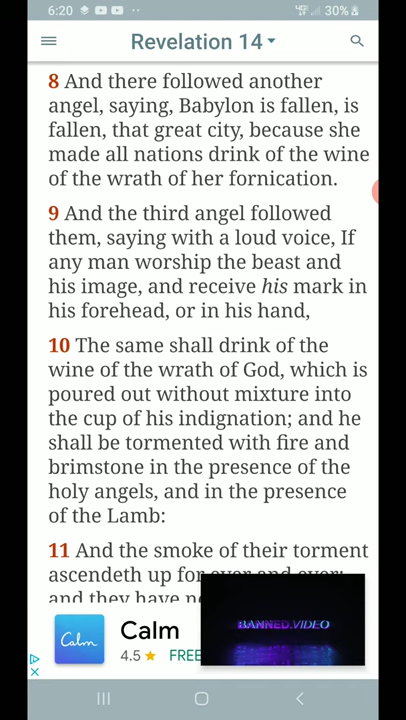 6:20
30%
Revelation 14
8 And there followed another
angel, saying, Babylon is fallen, is
fallen, that great city, because she
made all nations drink of the wine
of the wrath of her fornication.
9 And the third angel followed
them, saying with a loud voice, If
any man worship the beast and
his image, and receive his mark in
his forehead, or in his hand,
10 The same shall drink of the
wine of the wrath of God, which is
poured out without mixture into
the cup of his indignation; and he
shall be tormented with fire and
brimstone in the presence of the
holy angels, and in the presence
of the Lamb:
11 And the smoke of their torment
ascendeth up for ever and ever:
and they have
Calm
Calm
4.5 ★ FREE
BANNED.VIDEO